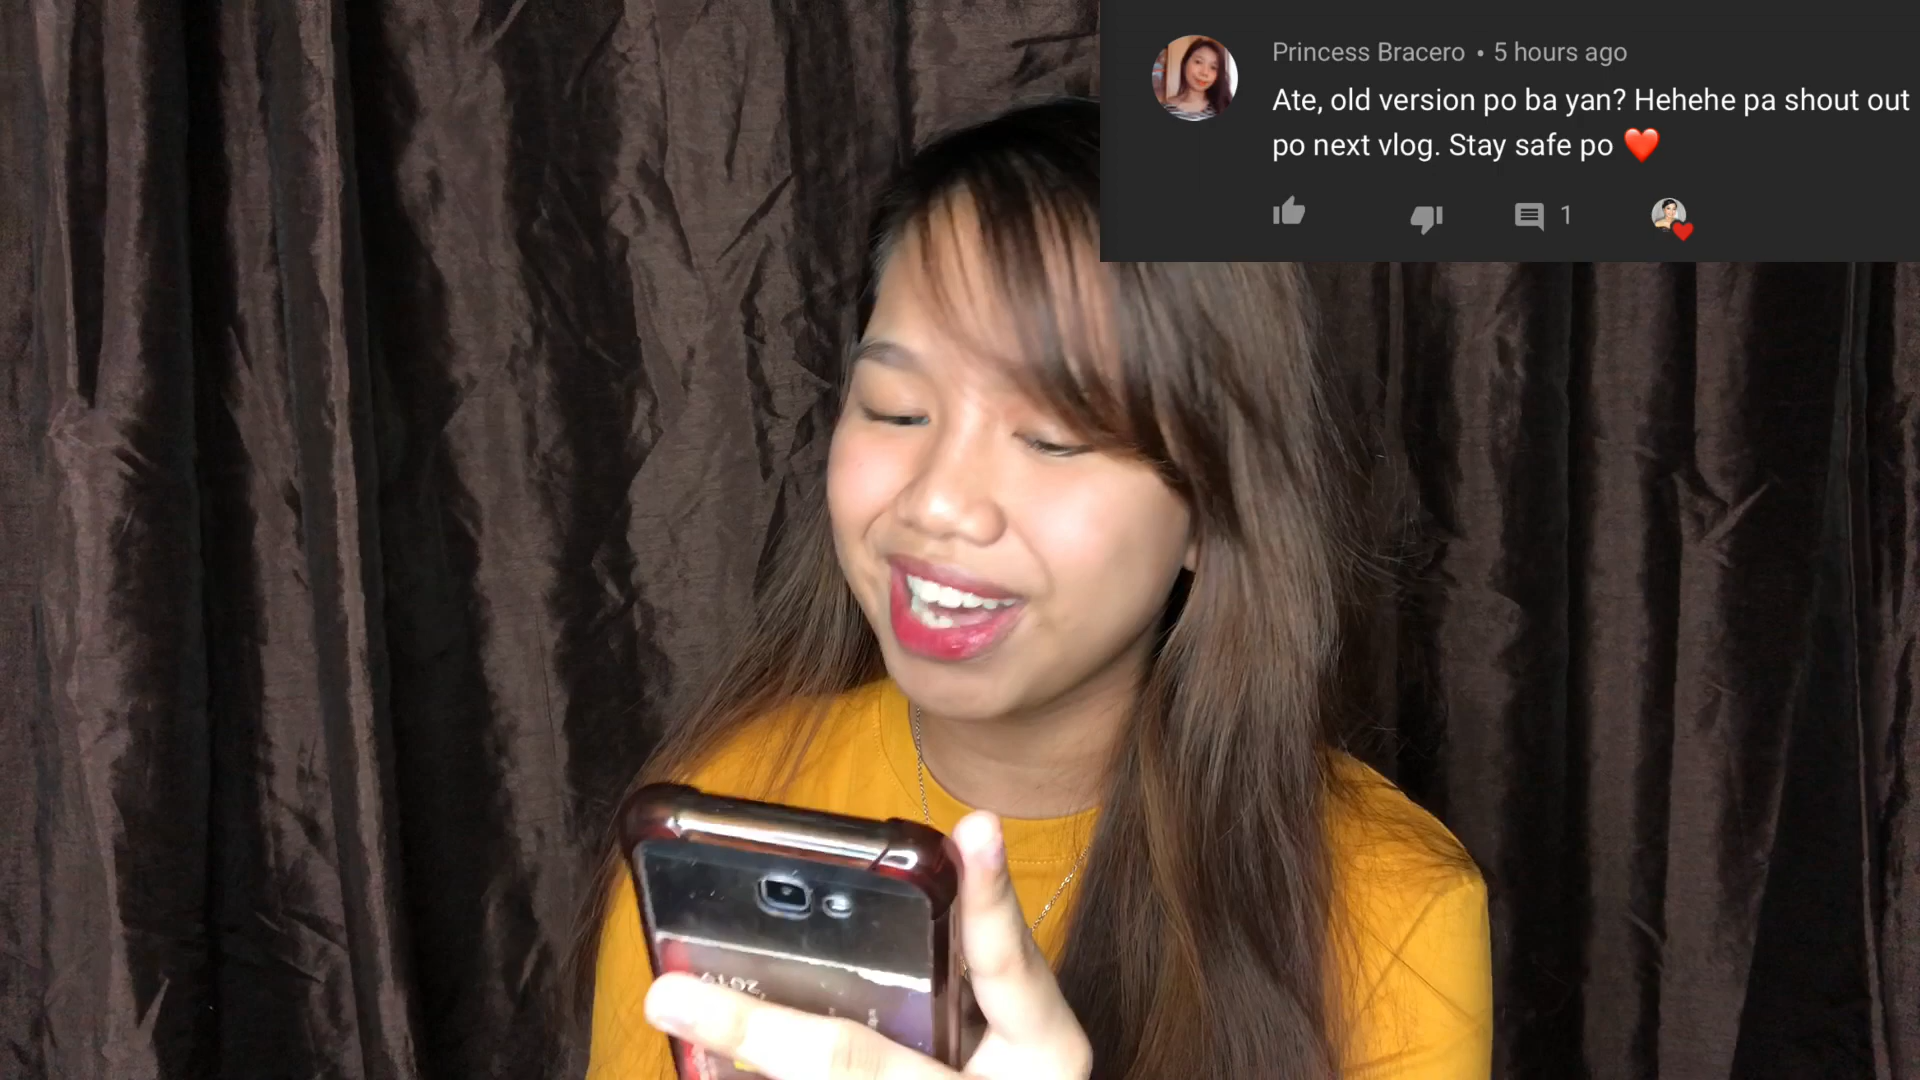 Princess Bracero • 5 hours ago
Ate, old version po ba yan? Hehehe pa shout out
po next vlog. Stay safe po ❤️
1
2019